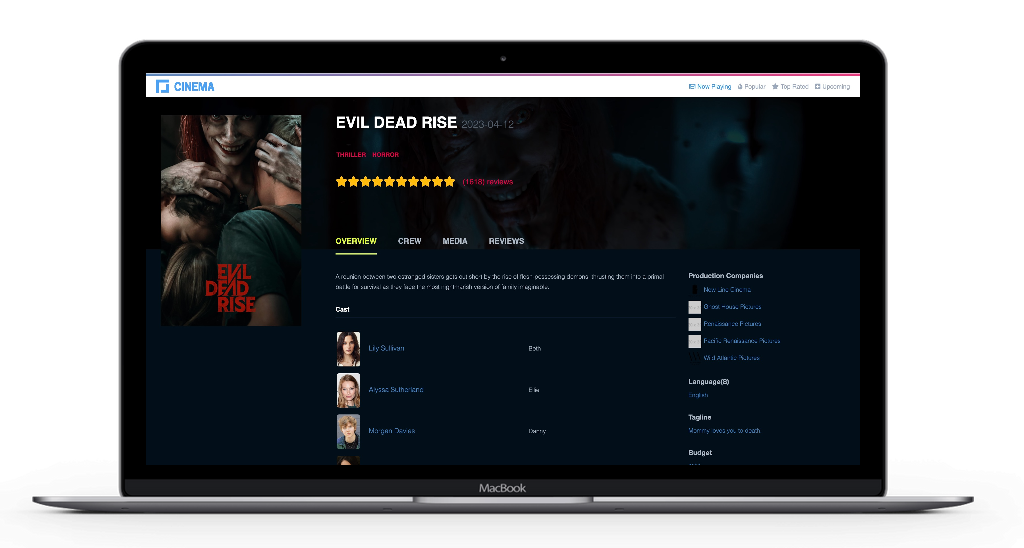 CINEMA
Now Playing Popular Top Rated Upcoming
EVIL DEAD RISE 2023-04-12
THRILLER HORROR
(1618) reviews
OVERVIEW CREW MEDIA REVIEWS
A reunion between two estranged sisters gets cut short by the rise of flesh-possessing demons, thrusting them into a primal
battle for survival as they face the most nightmarish version of family imaginable.
Cast
Lily Sullivan Beth
Alyssa Sutherland Ellie
Morgan Davies Danny
Production Companies
New Line Cinema
Ghost House Pictures
Renaissance Pictures
Pacific Renaissance Pictures
Wild Atlantic Pictures
Language(s)
English
Tagline
Mommy loves you to death.
Budget
EVIL
DEAD
RISE
MacBook